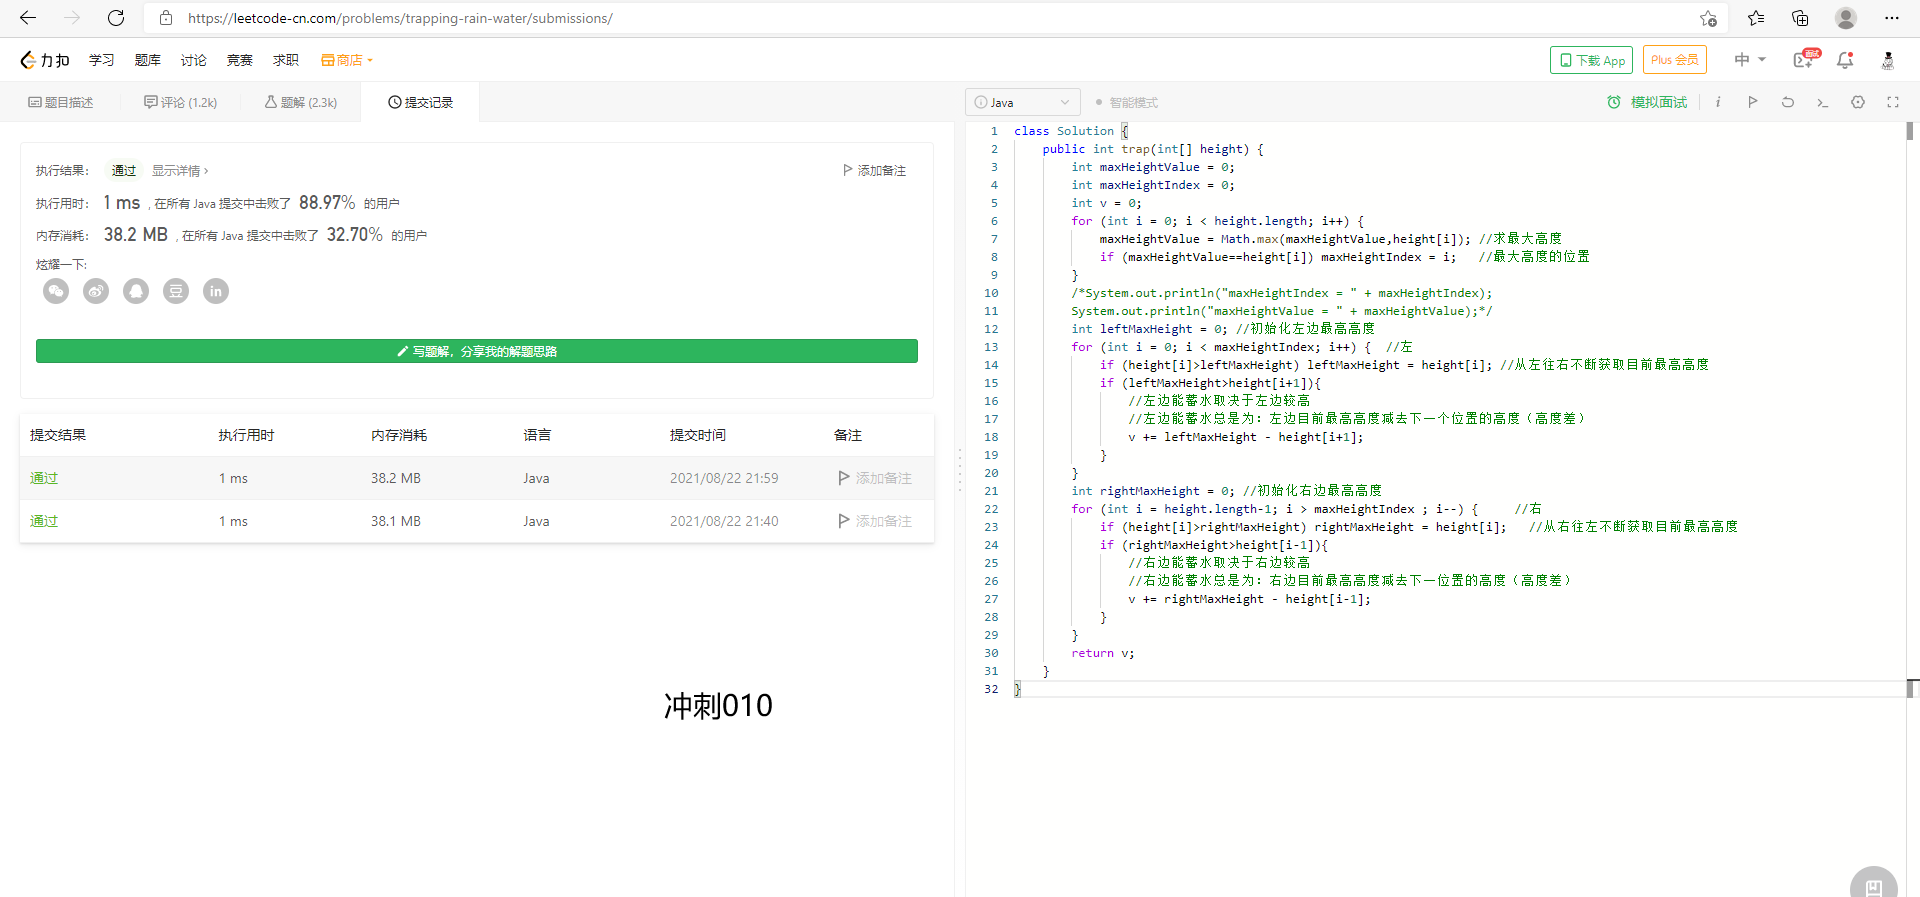 https://leetcode-cn.com/problems/trapping-rain-water/submissions/
力扣 学习 题库 讨论 竞赛 求职 商店 下载 App Plus 会员 中 面试
题目描述 评论 (1.2k) 题解 (2.3k) 提交记录
执行结果： 通过 显示详情 › 添加备注
执行用时： 1 ms , 在所有 Java 提交中击败了 88.97% 的用户
内存消耗： 38.2 MB , 在所有 Java 提交中击败了 32.70% 的用户
炫耀一下:
豆 in
写题解，分享我的解题思路
提交结果 执行用时 内存消耗 语言 提交时间 备注
通过 1 ms 38.2 MB Java 2021/08/22 21:59 添加备注
通过 1 ms 38.1 MB Java 2021/08/22 21:40 添加备注
冲刺010
Java 智能模式 模拟面试 i
1 class Solution {
2 public int trap(int[] height) {
3 int maxHeightValue = 0;
4 int maxHeightIndex = 0;
5 int v = 0;
6 for (int i = 0; i < height.length; i++) {
7 maxHeightValue = Math.max(maxHeightValue,height[i]); //求最大高度
8 if (maxHeightValue==height[i]) maxHeightIndex = i; //最大高度的位置
9 }
10 /*System.out.println("maxHeightIndex = " + maxHeightIndex);
11 System.out.println("maxHeightValue = " + maxHeightValue);*/
12 int leftMaxHeight = 0; //初始化左边最高高度
13 for (int i = 0; i < maxHeightIndex; i++) { //左
14 if (height[i]>leftMaxHeight) leftMaxHeight = height[i]; //从左往右不断获取目前最高高度
15 if (leftMaxHeight>height[i+1]){
16 //左边能蓄水取决于左边较高
17 //左边能蓄水总是为：左边目前最高高度减去下一个位置的高度（高度差）
18 v += leftMaxHeight - height[i+1];
19 }
20 }
21 int rightMaxHeight = 0; //初始化右边最高高度
22 for (int i = height.length-1; i > maxHeightIndex ; i--) { //右
23 if (height[i]>rightMaxHeight) rightMaxHeight = height[i]; //从右往左不断获取目前最高高度
24 if (rightMaxHeight>height[i-1]){
25 //右边能蓄水取决于右边较高
26 //右边能蓄水总是为：右边目前最高高度减去下一位置的高度（高度差）
27 v += rightMaxHeight - height[i-1];
28 }
29 }
30 return v;
31 }
32 }